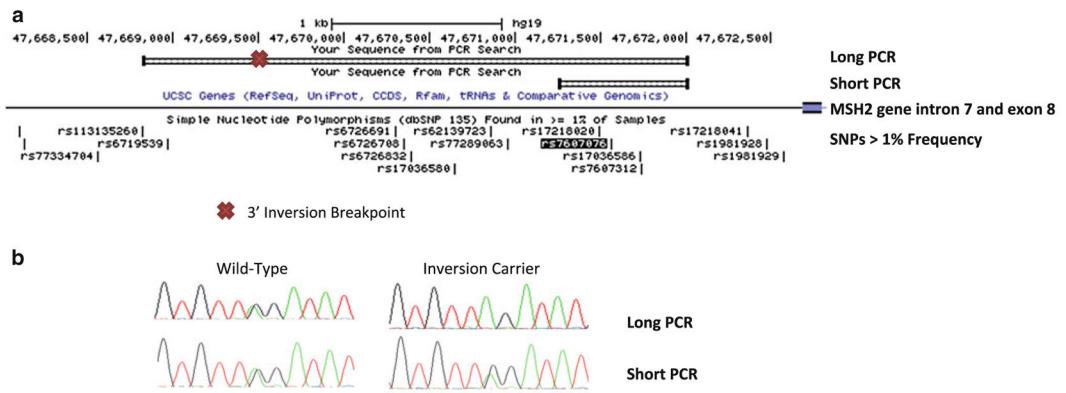 a
1 kb hg19
47,668,500| 47,669,000| 47,669,500| 47,670,000| 47,670,500| 47,671,000| 47,671,500| 47,672,000| 47,672,500|
Your Sequence from PCR Search
Long PCR
Your Sequence from PCR Search
Short PCR
UCSC Genes (RefSeq, UniProt, CCDS, Rfam, tRNAs & Comparative Genomics)
MSH2 gene intron 7 and exon 8
Simple Nucleotide Polymorphisms (dbSNP 135) Found in >= 1% of Samples
rs113135260 rs6726691 rs62139723 rs17218020 rs17218041
SNPs > 1% Frequency
rs6719539 rs6726708 rs77289063 rs7607076 rs1981928
rs77334704 rs6726832 rs17036586 rs1981929
rs17036580 rs7607312
3' Inversion Breakpoint
b
Wild-Type Inversion Carrier
Long PCR
Short PCR